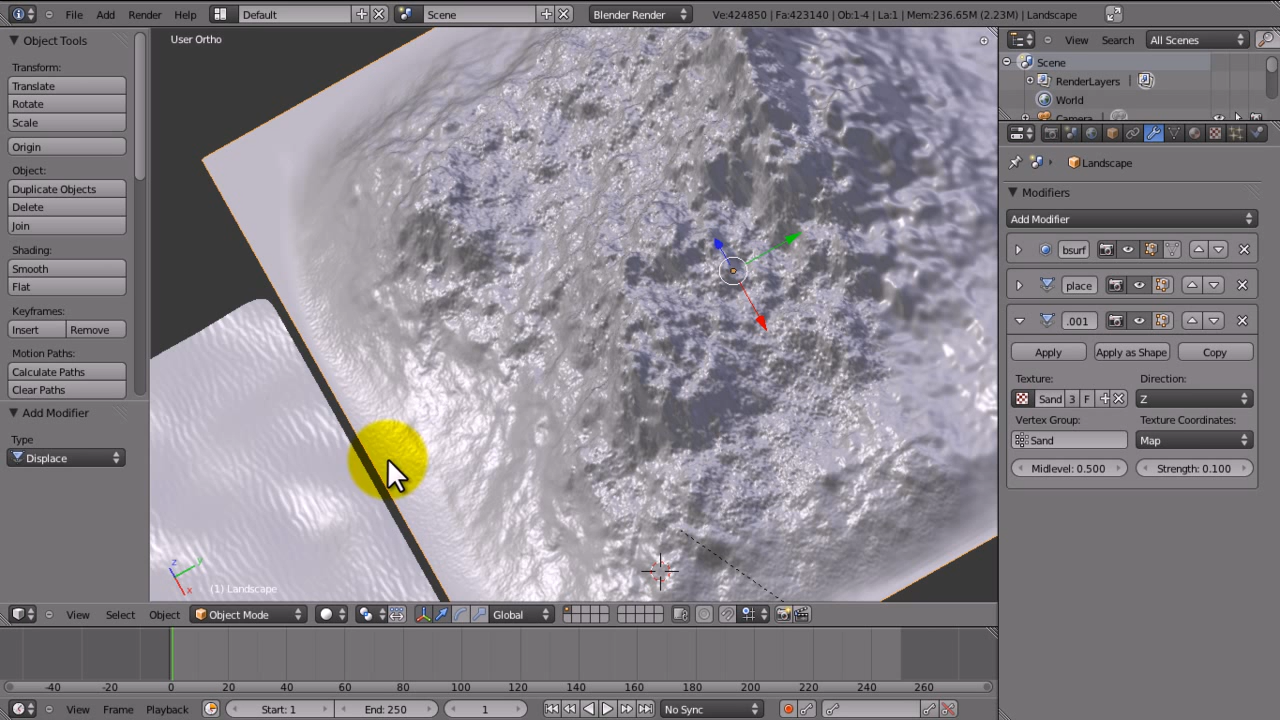 File Add Render Help Default Scene Blender Render Ve:424850 | Fa:423140 | Ob:1-4 | La:1 | Mem:236.65M (2.23M) | Landscape
Object Tools
Transform:
Translate
Rotate
Scale
Origin
Object:
Duplicate Objects
Delete
Join
Shading:
Smooth
Flat
Keyframes:
Insert Remove
Motion Paths:
Calculate Paths
Clear Paths
Add Modifier
Type
Displace
User Ortho
z
y
x
(1) Landscape
View Select Object Object Mode Global
-40 -20 0 20 40 60 80 100 120 140 160 180 200 220 240 260
View Frame Playback Start: 1 End: 250 1 No Sync
View Search All Scenes
Scene
RenderLayers
World
Camera
Landscape
Modifiers
Add Modifier
bsurf
place
.001
Apply Apply as Shape Copy
Texture: Direction:
Sand 3 F Z
Vertex Group: Texture Coordinates:
Sand Map
Midlevel: 0.500 Strength: 0.100